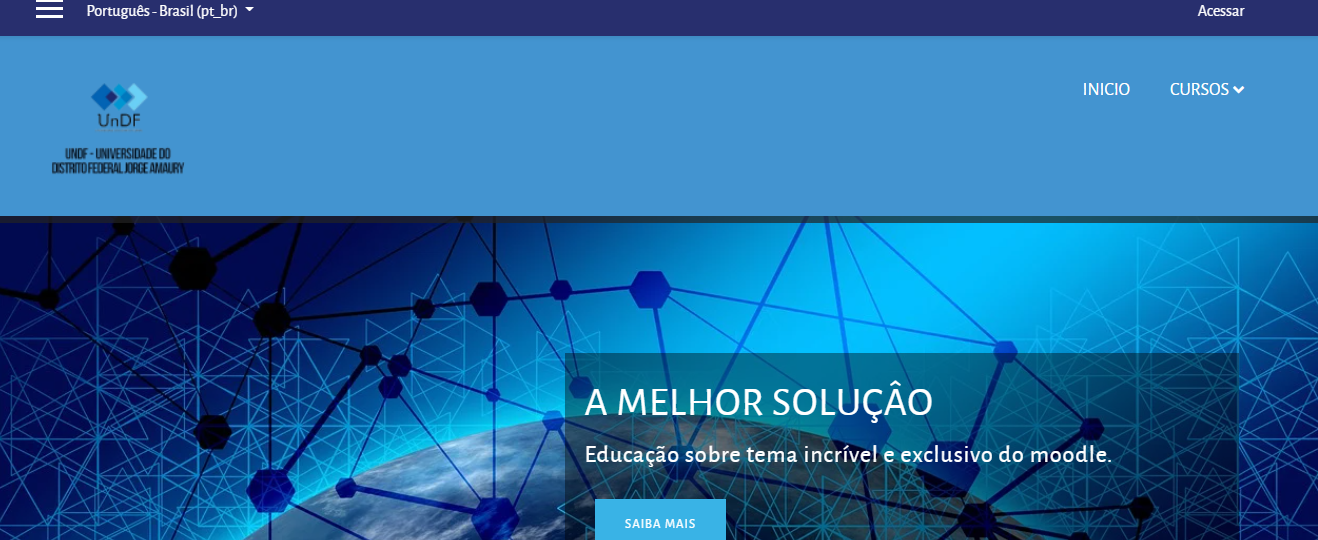 Português - Brasil (pt_br)
Acessar
INICIO
CURSOS
UnDF
UNDF - UNIVERSIDADE DO
DISTRITO FEDERAL JORGE AMAURY
A MELHOR SOLUÇÂO
Educação sobre tema incrível e exclusivo do moodle.
SAIBA MAIS